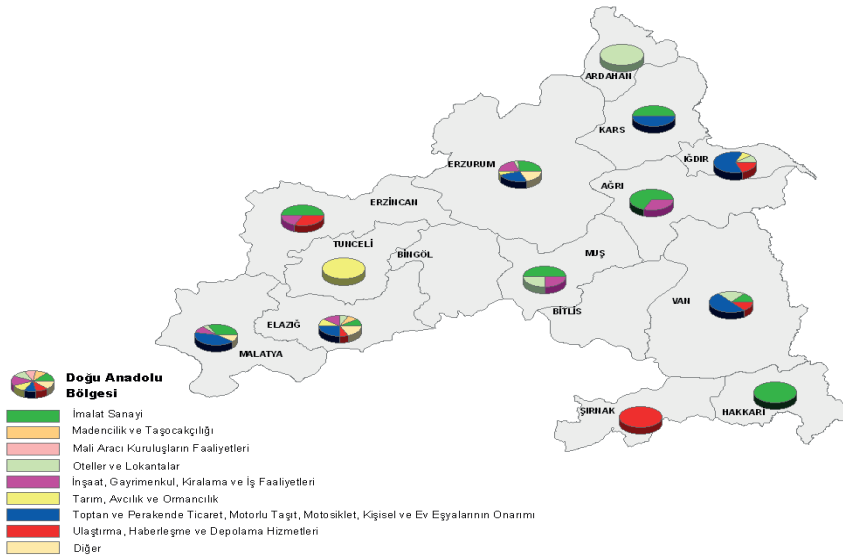 ARDAHAN
KARS
ERZURUM
IĞDIR
AĞRI
ERZİNCAN
TUNCELİ
BİNGÖL
MUŞ
VAN
BİTLİS
ELAZIĞ
MALATYA
ŞIRNAK
HAKKARİ
Doğu Anadolu
Bölgesi
İmalat Sanayi
Madencilik ve Taşocakçılığı
Mali Aracı Kuruluşların Faaliyetleri
Oteller ve Lokantalar
İnşaat, Gayrimenkul, Kiralama ve İş Faaliyetleri
Tarım, Avcılık ve Ormancılık
Toptan ve Perakende Ticaret, Motorlu Taşıt, Motosiklet, Kişisel ve Ev Eşyalarının Onarımı
Ulaştırma, Haberleşme ve Depolama Hizmetleri
Diğer